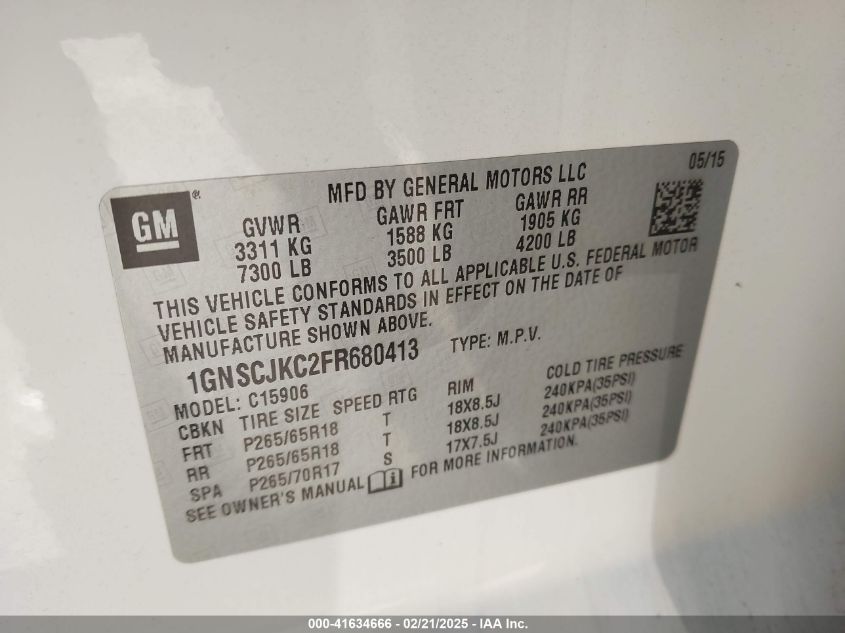 05/15
MFD BY GENERAL MOTORS LLC
GM®
GVWR GAWR FRT GAWR RR
3311 KG 1588 KG 1905 KG
7300 LB 3500 LB 4200 LB
THIS VEHICLE CONFORMS TO ALL APPLICABLE U.S. FEDERAL MOTOR
VEHICLE SAFETY STANDARDS IN EFFECT ON THE DATE OF
MANUFACTURE SHOWN ABOVE.
1GNSCJKC2FR680413 TYPE: M.P.V.
MODEL: C15906
CBKN TIRE SIZE SPEED RTG RIM COLD TIRE PRESSURE
FRT P265/65R18 T 18X8.5J 240KPA(35PSI)
RR P265/65R18 T 18X8.5J 240KPA(35PSI)
SPA P265/70R17 S 17X7.5J 240KPA(35PSI)
SEE OWNER'S MANUAL FOR MORE INFORMATION.
000-41634666 - 02/21/2025 - IAA Inc.